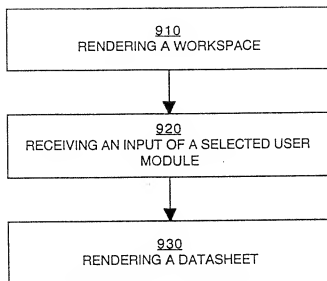 910
RENDERING A WORKSPACE
920
RECEIVING AN INPUT OF A SELECTED USER
MODULE
930
RENDERING A DATASHEET